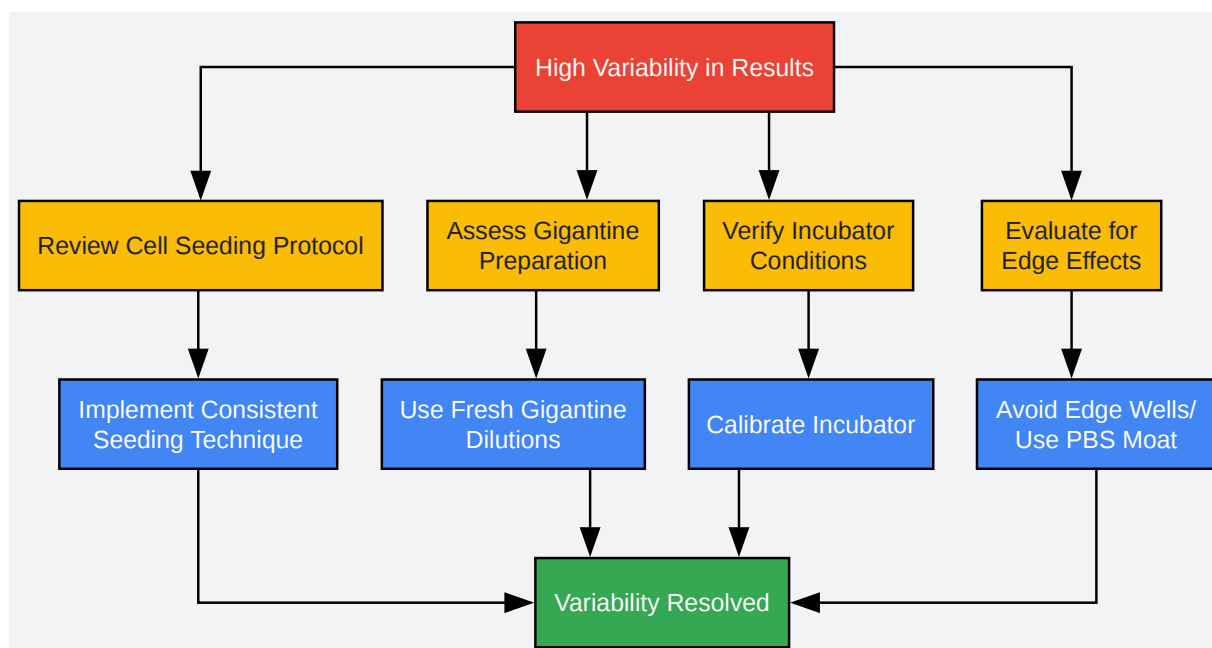 High Variability in Results
Review Cell Seeding Protocol
Assess Gigantine
Preparation
Verify Incubator
Conditions
Evaluate for
Edge Effects
Implement Consistent
Seeding Technique
Use Fresh Gigantine
Dilutions
Calibrate Incubator
Avoid Edge Wells/
Use PBS Moat
Variability Resolved